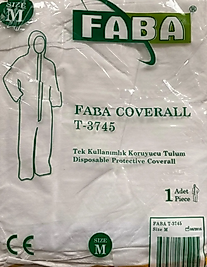 SIZE
M
FABA
FABA COVERALL
T-3745
Tek Kullanımlık Koruyucu Tulum
Disposable Protective Coverall
1 Adet
Piece
CE
SIZE
M
FABA T-3745
Size M